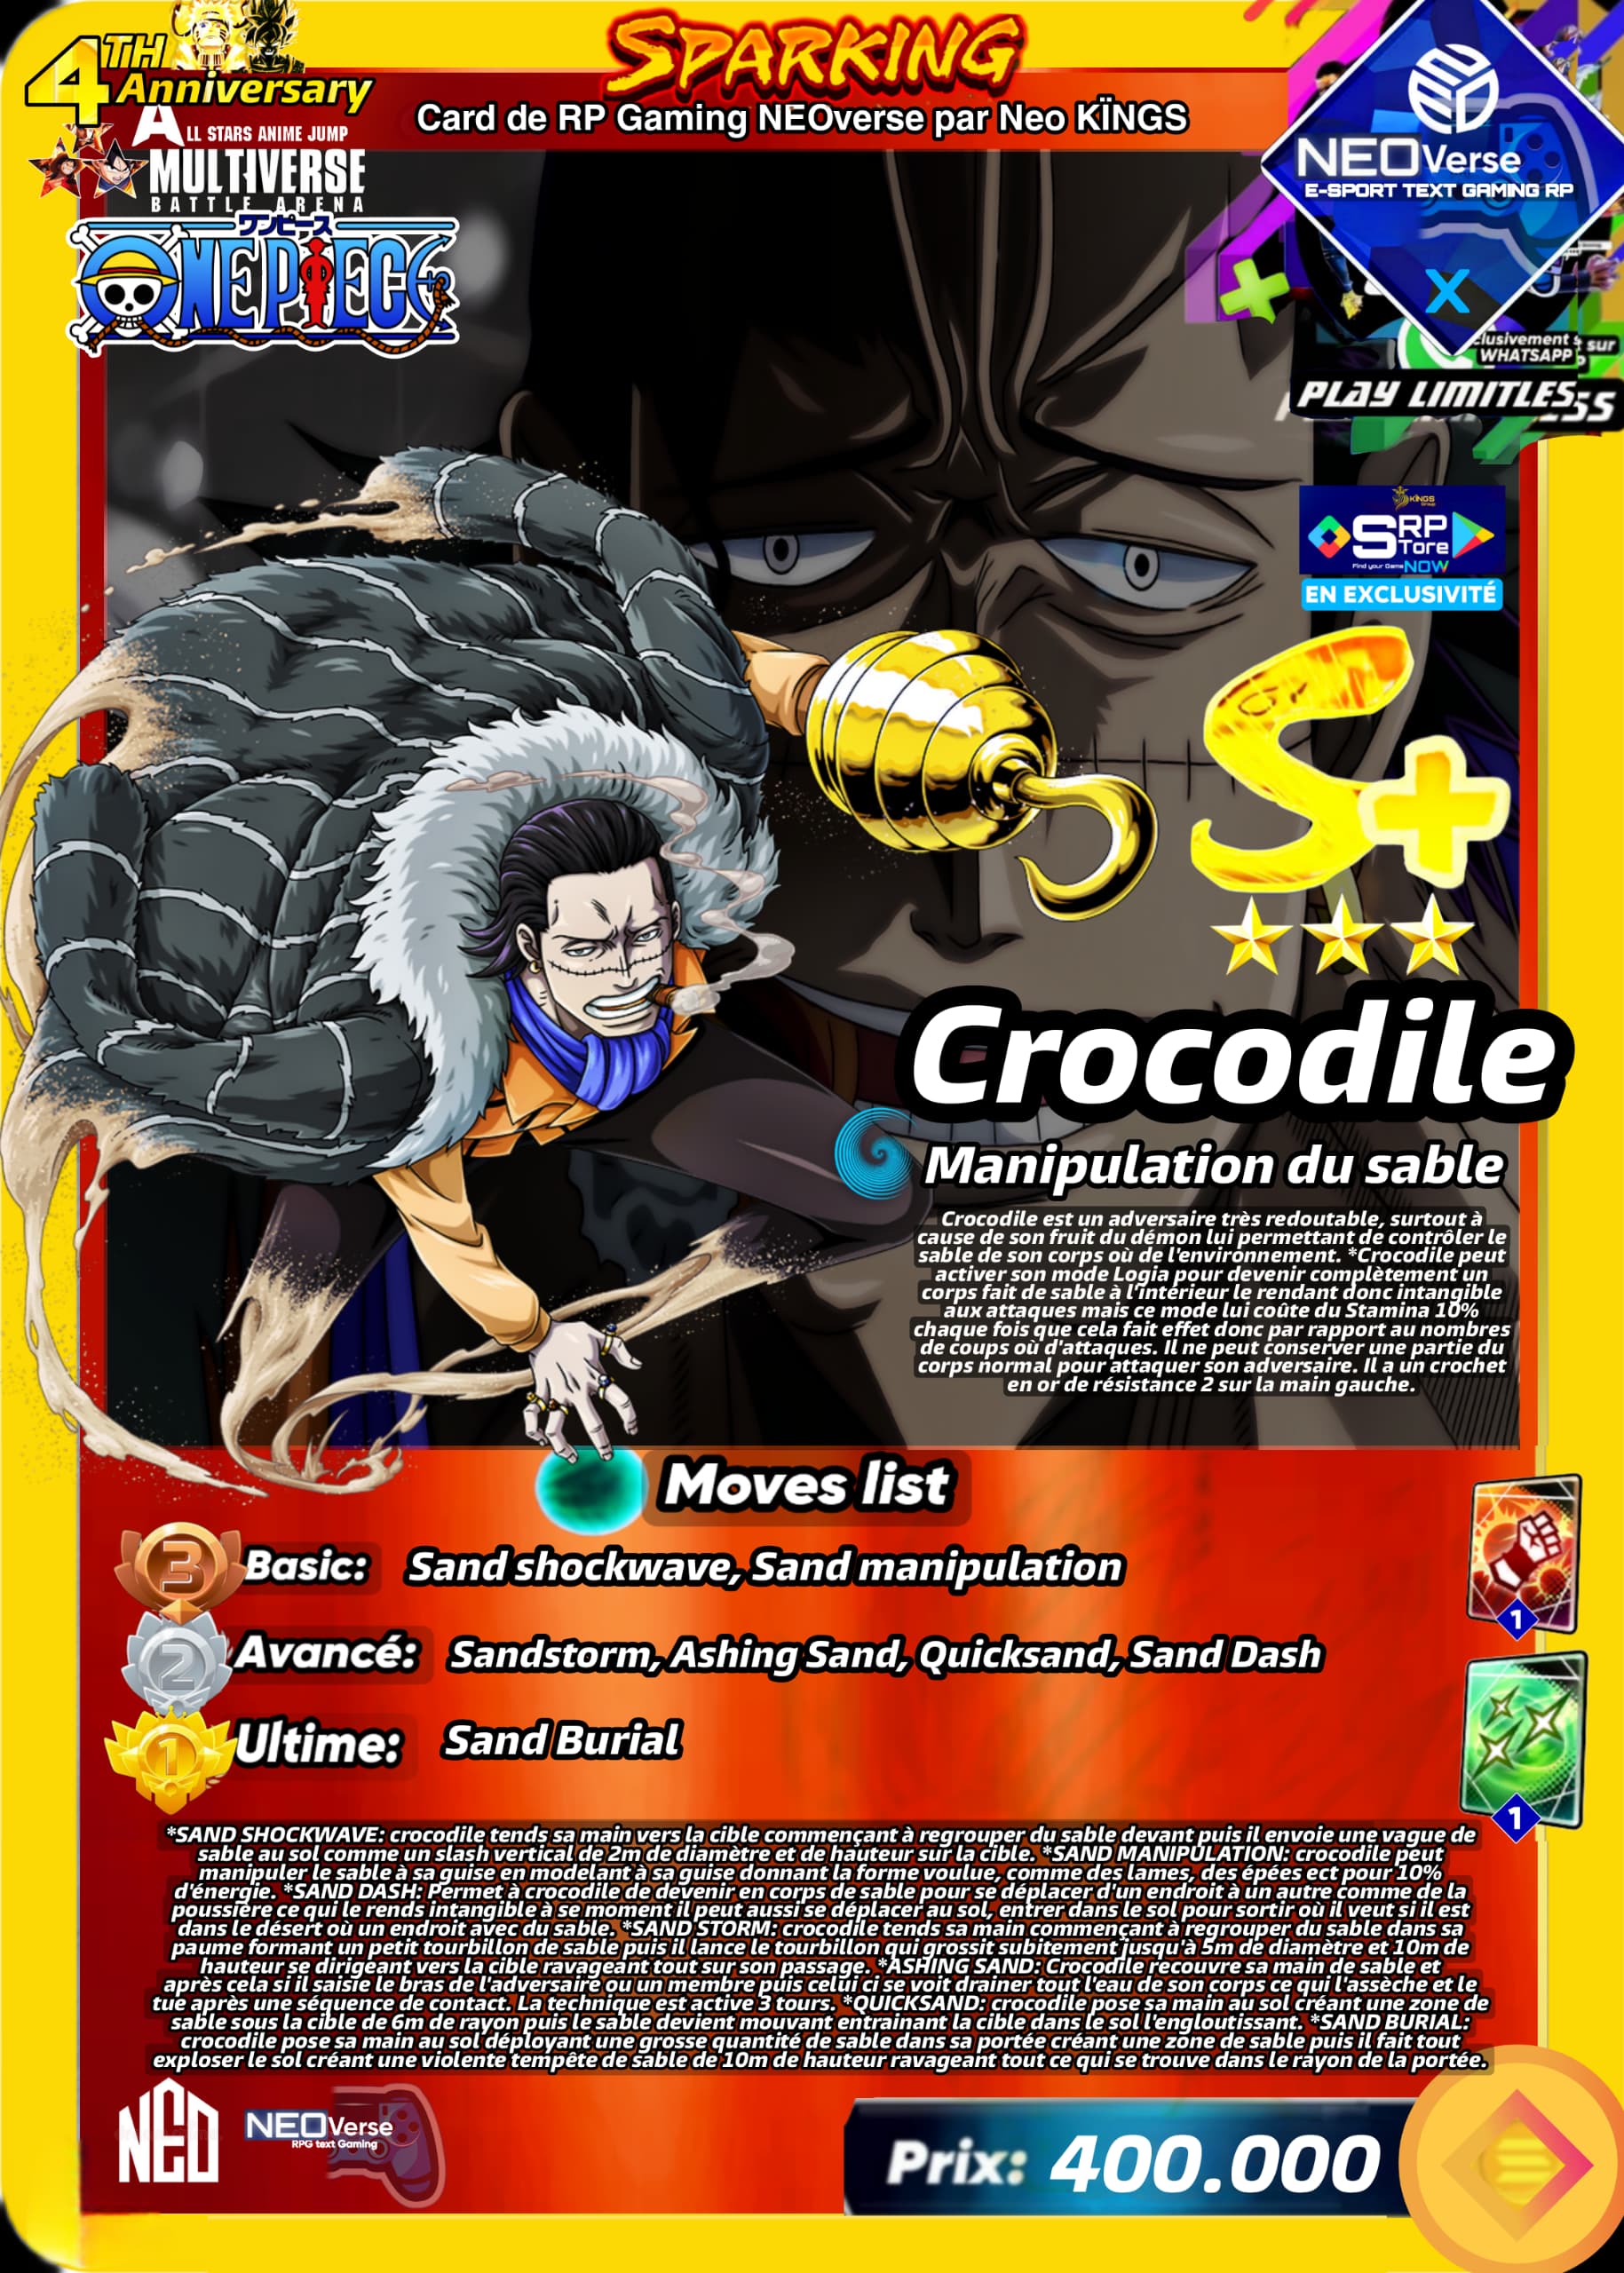 4TH
Anniversary
ALL STARS ANIME JUMP
MULTIVERSE
BATTLE ARENA
ワンピース
ONE PIECE
SPARKING
Card de RP Gaming NEOverse par Neo KÏNGS
NEOVerse
E-SPORT TEXT GAMING RP
X
clusivement sur
WHATSAPP
PLAY LIMITLESS
KINGS
SRP
Tore
Find your Game NOW
EN EXCLUSIVITÉ
S+
Crocodile
Manipulation du sable
Crocodile est un adversaire très redoutable, surtout à
cause de son fruit du démon lui permettant de contrôler le
sable de son corps où de l'environnement. *Crocodile peut
activer son mode Logia pour devenir complètement un
corps fait de sable à l'intérieur le rendant donc intangible
aux attaques mais ce mode lui coûte du Stamina 10%
chaque fois que cela fait effet donc par rapport au nombres
de coups où d'attaques. Il ne peut conserver une partie du
corps normal pour attaquer son adversaire. Il a un crochet
en or de résistance 2 sur la main gauche.
Moves list
3 Basic: Sand shockwave, Sand manipulation
1
2 Avancé: Sandstorm, Ashing Sand, Quicksand, Sand Dash
1 Ultime: Sand Burial
1
*SAND SHOCKWAVE: crocodile tends sa main vers la cible commençant à regrouper du sable devant puis il envoie une vague de
sable au sol comme un slash vertical de 2m de diamètre et de hauteur sur la cible. *SAND MANIPULATION: crocodile peut
manipuler le sable à sa guise en modelant à sa guise donnant la forme voulue, comme des lames, des épées ect pour 10%
d'énergie. *SAND DASH: Permet à crocodile de devenir en corps de sable pour se déplacer d'un endroit à un autre comme de la
poussière ce qui le rends intangible à se moment il peut aussi se déplacer au sol, entrer dans le sol pour sortir où il veut si il est
dans le désert où un endroit avec du sable. *SAND STORM: crocodile tends sa main commençant à regrouper du sable dans sa
paume formant un petit tourbillon de sable puis il lance le tourbillon qui grossit subitement jusqu'à 5m de diamètre et 10m de
hauteur se dirigeant vers la cible ravageant tout sur son passage. *ASHING SAND: Crocodile recouvre sa main de sable et
après cela si il saisie le bras de l'adversaire ou un membre puis celui ci se voit drainer tout l'eau de son corps ce qui l'assèche et le
tue après une séquence de contact. La technique est active 3 tours. *QUICKSAND: crocodile pose sa main au sol créant une zone de
sable sous la cible de 6m de rayon puis le sable devient mouvant entrainant la cible dans le sol l'engloutissant. *SAND BURIAL:
crocodile pose sa main au sol déployant une grosse quantité de sable dans sa portée créant une zone de sable puis il fait tout
exploser le sol créant une violente tempête de sable de 10m de hauteur ravageant tout ce qui se trouve dans le rayon de la portée.
NEO
NEOVerse
RPG text Gaming
Prix: 400.000